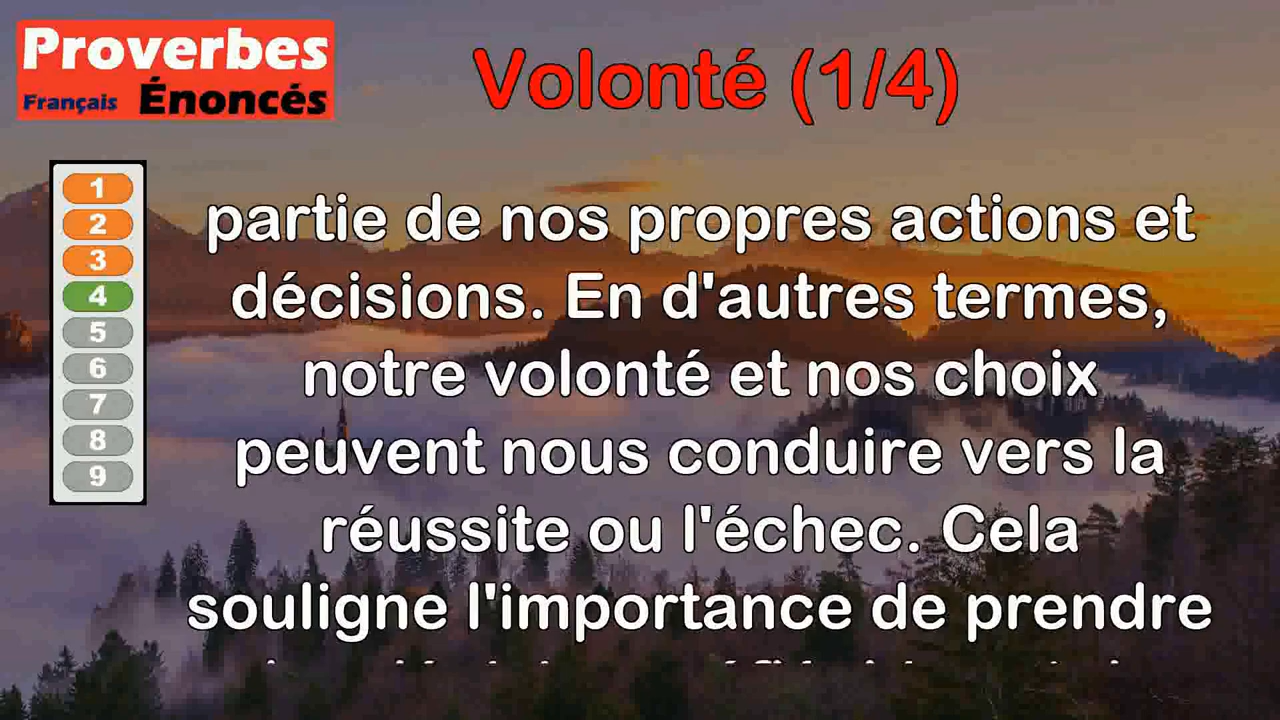 Proverbes
Français Énoncés
Volonté (1/4)
1
2
3
4
5
6
7
8
9
partie de nos propres actions et
décisions. En d'autres termes,
notre volonté et nos choix
peuvent nous conduire vers la
réussite ou l'échec. Cela
souligne l'importance de prendre